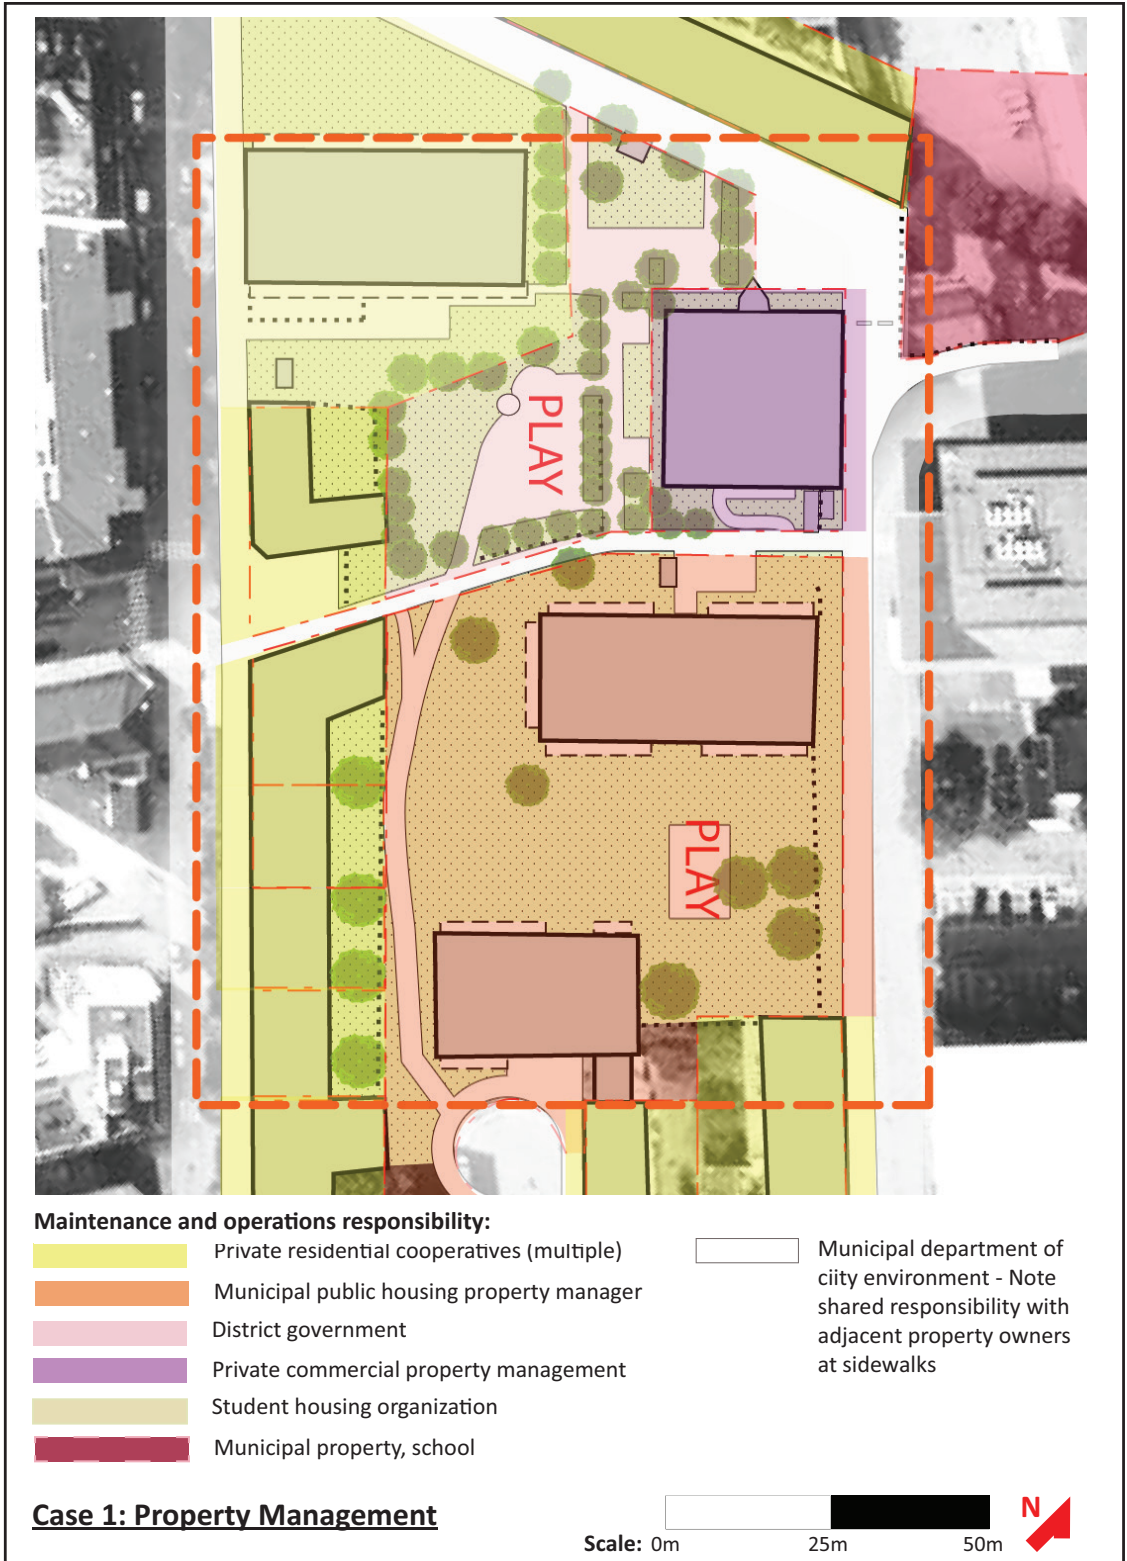 PLAY
PLAY
Maintenance and operations responsibility:
Private residential cooperatives (multiple)
Municipal public housing property manager
District government
Private commercial property management
Student housing organization
Municipal property, school
Municipal department of
ciity environment - Note
shared responsibility with
adjacent property owners
at sidewalks
Case 1: Property Management
Scale: 0m 25m 50m
N